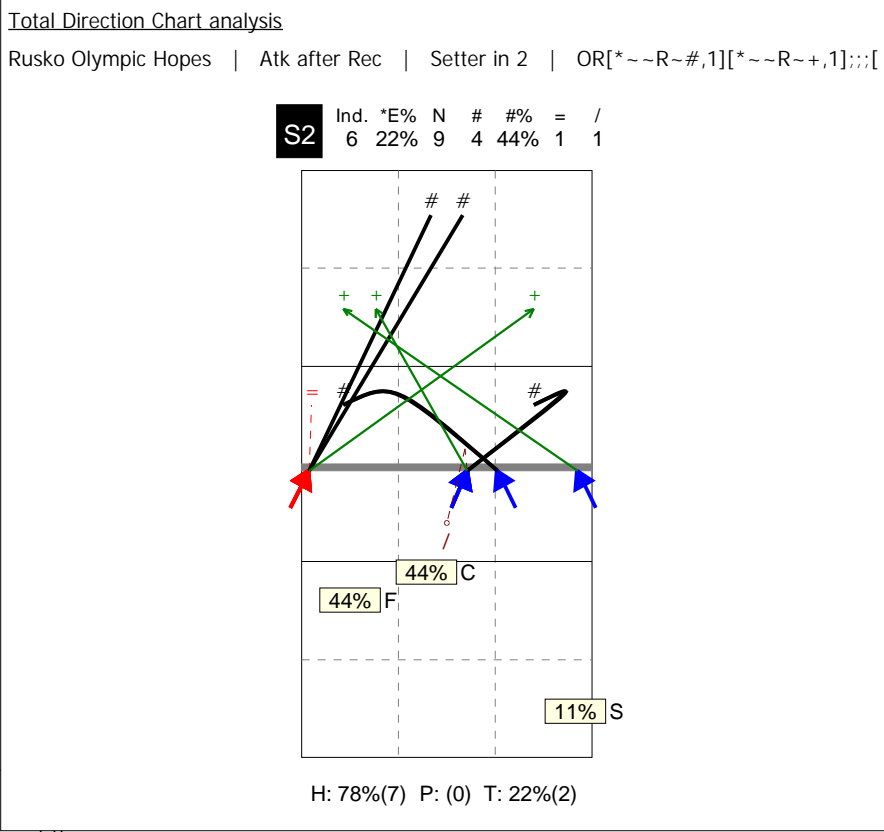 Total Direction Chart analysis
Rusko Olympic Hopes | Atk after Rec | Setter in 2 | OR[*~~R~#,1][*~~R~+,1];;;[
S2
Ind. *E% N # #% = /
6 22% 9 4 44% 1 1
# #
+ + +
= # #
/
44% C
44% F
11% S
H: 78%(7) P: (0) T: 22%(2)